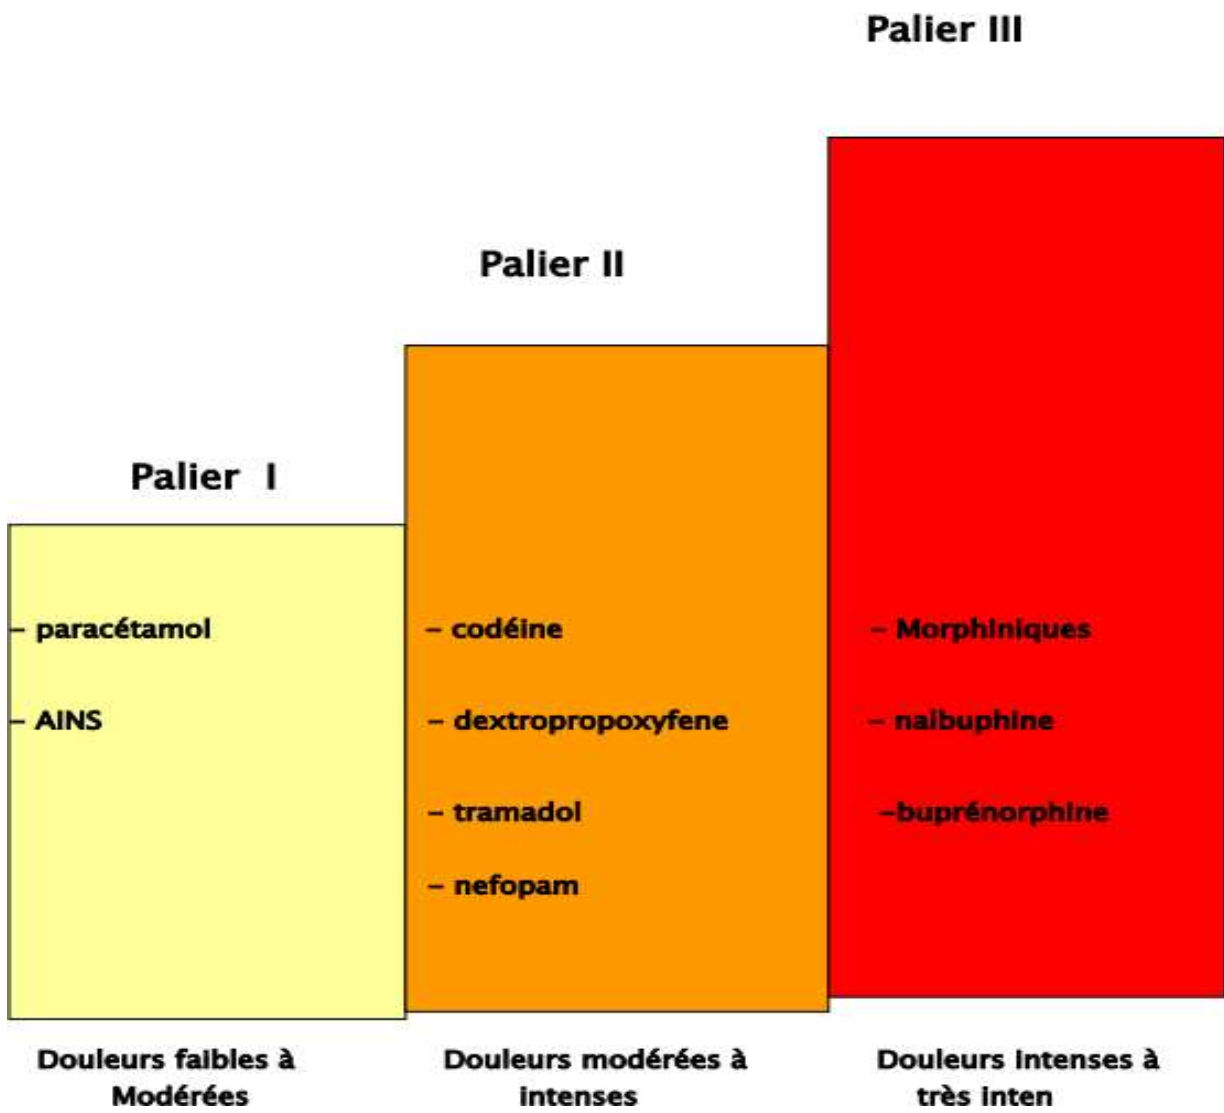 Palier III
Palier II
Palier I
– paracétamol
– AINS
– codéine
– dextropropoxyfene
– tramadol
– nefopam
– Morphiniques
– nalbuphine
–buprénorphine
Douleurs faibles à
Modérées
Douleurs modérées à
intenses
Douleurs intenses à
très inten